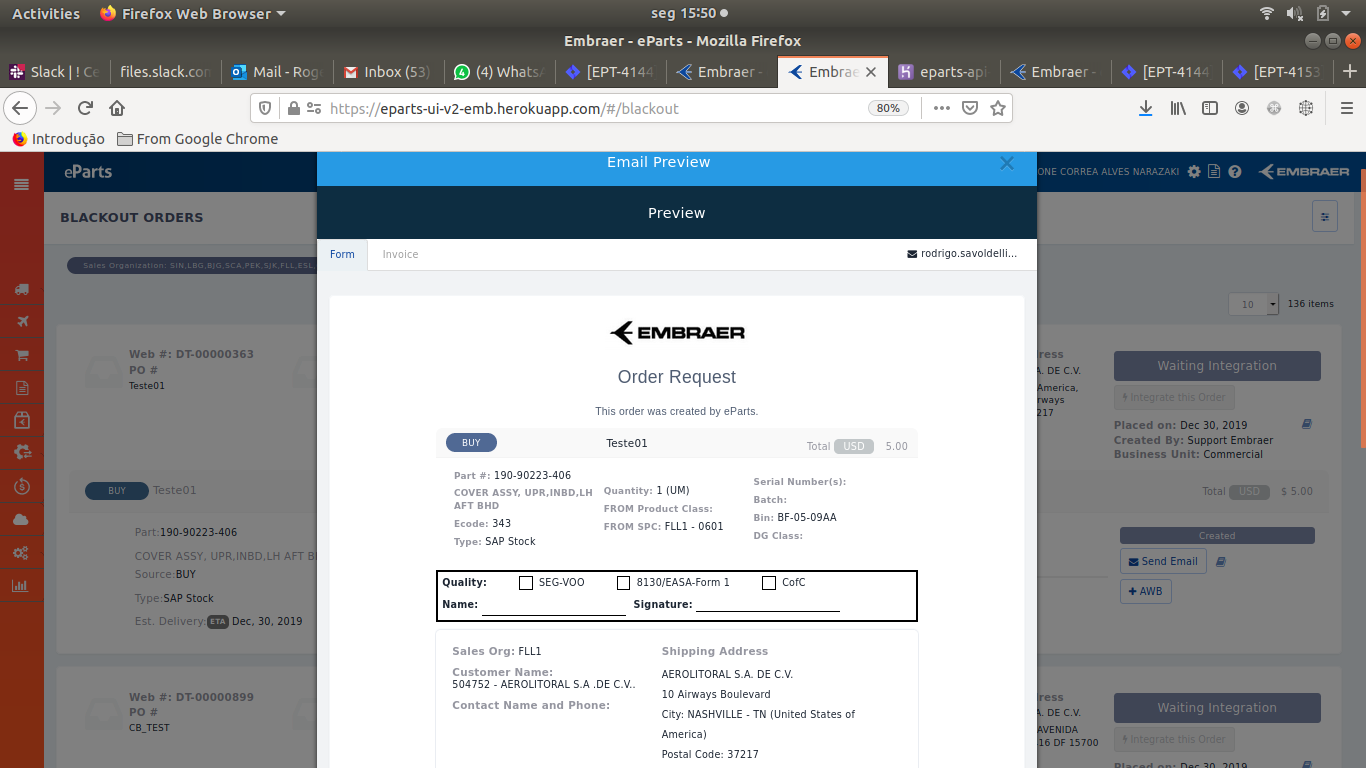 Activities Firefox Web Browser seg 15:50
Embraer - eParts - Mozilla Firefox
Slack | ! Ce files.slack.con Mail - Rog Inbox (53) (4) WhatsA [EPT-4144 Embraer - Embrae eparts-api Embraer - [EPT-4144 [EPT-4153
https://eparts-ui-v2-emb.herokuapp.com/#/blackout 80%
Introdução From Google Chrome
eParts
ONE CORREA ALVES NARAZAKI EMBRAER
BLACKOUT ORDERS
Sales Organization: SIN,LBG,BJG,SCA,PEK,SJK,FLL,ESL
10 136 items
Web #: DT-00000363
PO #
Teste01
BUY Teste01
Part:190-90223-406
COVER ASSY, UPR,INBD,LH AFT B
Source:BUY
Type:SAP Stock
Est. Delivery: ETA Dec, 30, 2019
Web #: DT-00000899
PO #
CB_TEST
Email Preview
Preview
Form Invoice rodrigo.savoldelli...
EMBRAER
Order Request
This order was created by eParts.
BUY Teste01 Total USD 5.00
Part #: 190-90223-406
COVER ASSY, UPR,INBD,LH
AFT BHD
Ecode: 343
Type: SAP Stock
Quantity: 1 (UM)
FROM Product Class:
FROM SPC: FLL1 - 0601
Serial Number(s):
Batch:
Bin: BF-05-09AA
DG Class:
Quality: SEG-VOO 8130/EASA-Form 1 CofC
Name: Signature:
Sales Org: FLL1
Customer Name:
504752 - AEROLITORAL S.A .DE C.V..
Contact Name and Phone:
Shipping Address
AEROLITORAL S.A. DE C.V.
10 Airways Boulevard
City: NASHVILLE - TN (United States of
America)
Postal Code: 37217
ress
A. DE C.V.
America,
rways
217
Waiting Integration
Integrate this Order
Placed on: Dec 30, 2019
Created By: Support Embraer
Business Unit: Commercial
Total USD $ 5.00
Created
Send Email
+ AWB
ress
A. DE C.V.
AVENIDA
16 DF 15700
Waiting Integration
Integrate this Order
Placed on: Dec 30, 2019